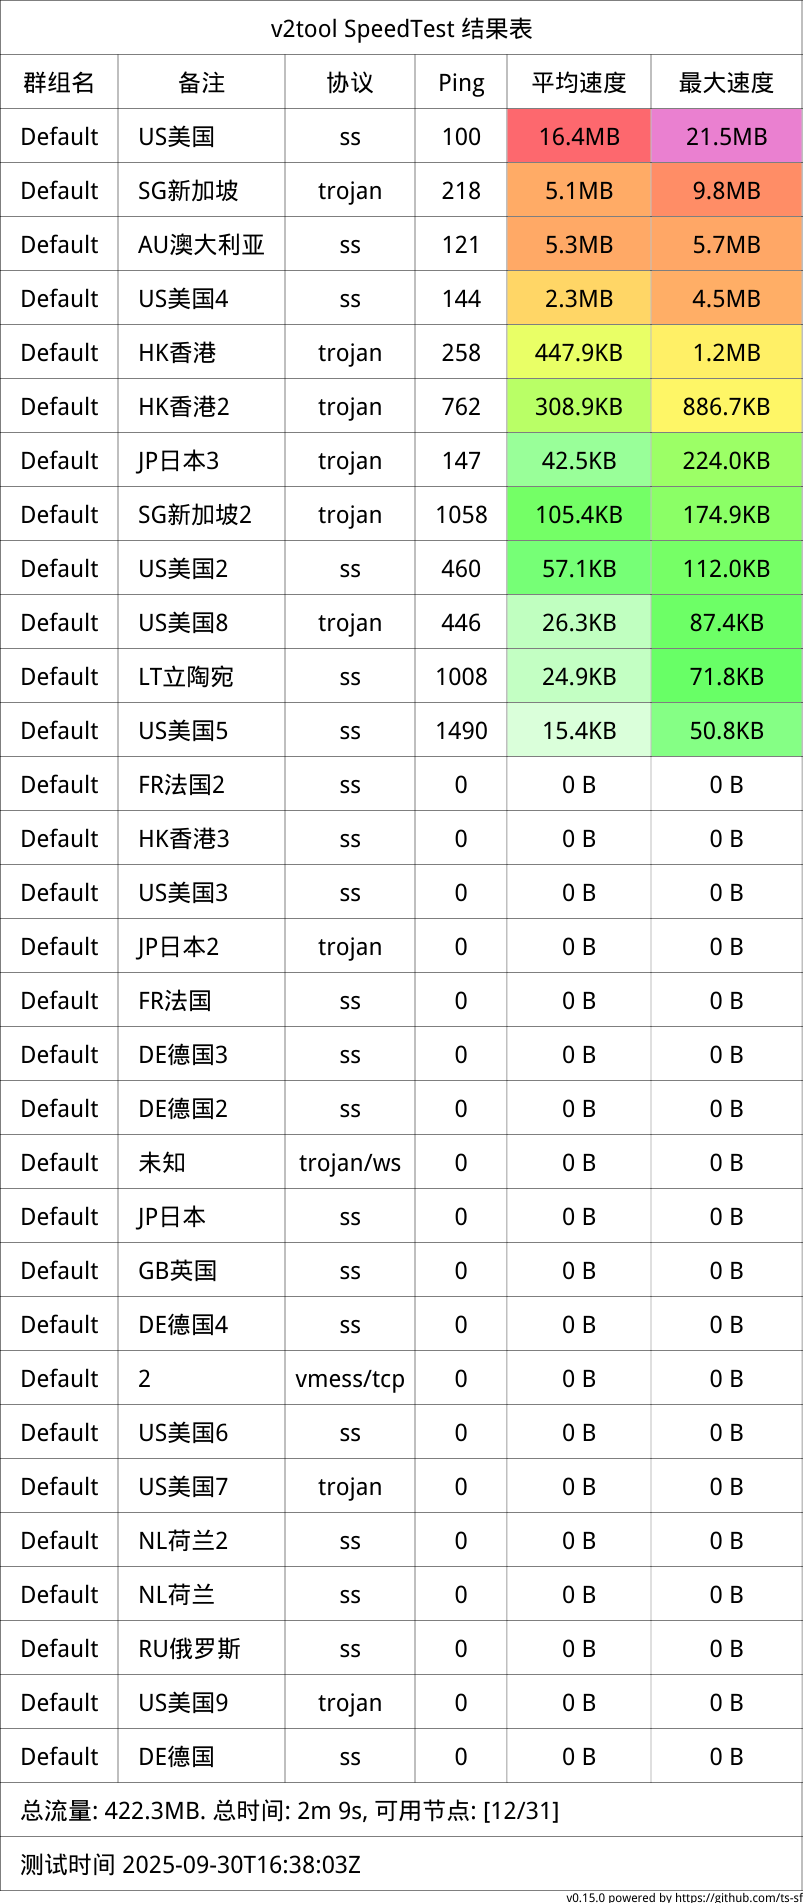 v2tool SpeedTest 结果表
群组名 备注 协议 Ping 平均速度 最大速度
Default US美国 ss 100 16.4MB 21.5MB
Default SG新加坡 trojan 218 5.1MB 9.8MB
Default AU澳大利亚 ss 121 5.3MB 5.7MB
Default US美国4 ss 144 2.3MB 4.5MB
Default HK香港 trojan 258 447.9KB 1.2MB
Default HK香港2 trojan 762 308.9KB 886.7KB
Default JP日本3 trojan 147 42.5KB 224.0KB
Default SG新加坡2 trojan 1058 105.4KB 174.9KB
Default US美国2 ss 460 57.1KB 112.0KB
Default US美国8 trojan 446 26.3KB 87.4KB
Default LT立陶宛 ss 1008 24.9KB 71.8KB
Default US美国5 ss 1490 15.4KB 50.8KB
Default FR法国2 ss 0 0 B 0 B
Default HK香港3 ss 0 0 B 0 B
Default US美国3 ss 0 0 B 0 B
Default JP日本2 trojan 0 0 B 0 B
Default FR法国 ss 0 0 B 0 B
Default DE德国3 ss 0 0 B 0 B
Default DE德国2 ss 0 0 B 0 B
Default 未知 trojan/ws 0 0 B 0 B
Default JP日本 ss 0 0 B 0 B
Default GB英国 ss 0 0 B 0 B
Default DE德国4 ss 0 0 B 0 B
Default 2 vmess/tcp 0 0 B 0 B
Default US美国6 ss 0 0 B 0 B
Default US美国7 trojan 0 0 B 0 B
Default NL荷兰2 ss 0 0 B 0 B
Default NL荷兰 ss 0 0 B 0 B
Default RU俄罗斯 ss 0 0 B 0 B
Default US美国9 trojan 0 0 B 0 B
Default DE德国 ss 0 0 B 0 B
总流量: 422.3MB. 总时间: 2m 9s, 可用节点: [12/31]
测试时间 2025-09-30T16:38:03Z
v0.15.0 powered by https://github.com/ts-sf